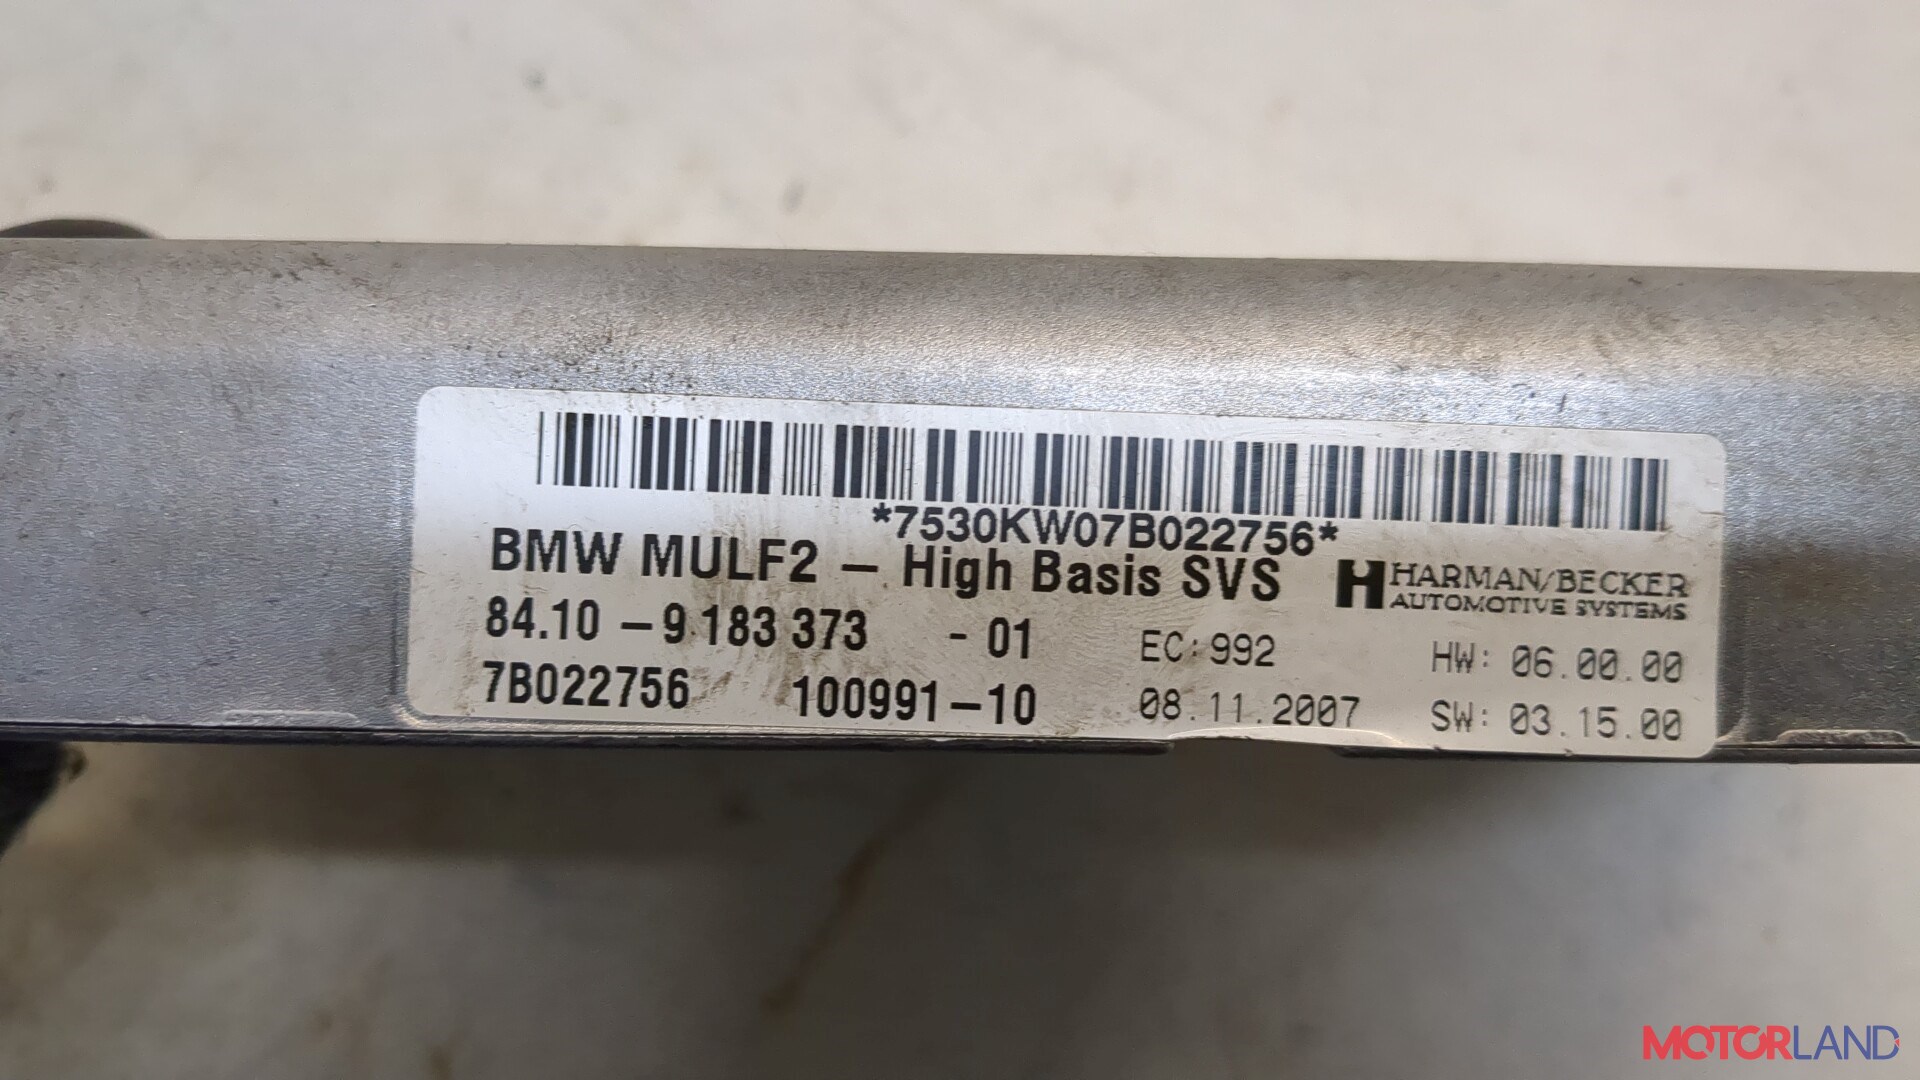 *7530KW07B022756*
BMW MULF2 – High Basis SVS
HARMAN/BECKER
AUTOMOTIVE SYSTEMS
84.10 – 9 183 373 - 01
EC: 992
HW: 06.00.00
7B022756
100991–10
08.11.2007
SW: 03.15.00
MOTORLAND